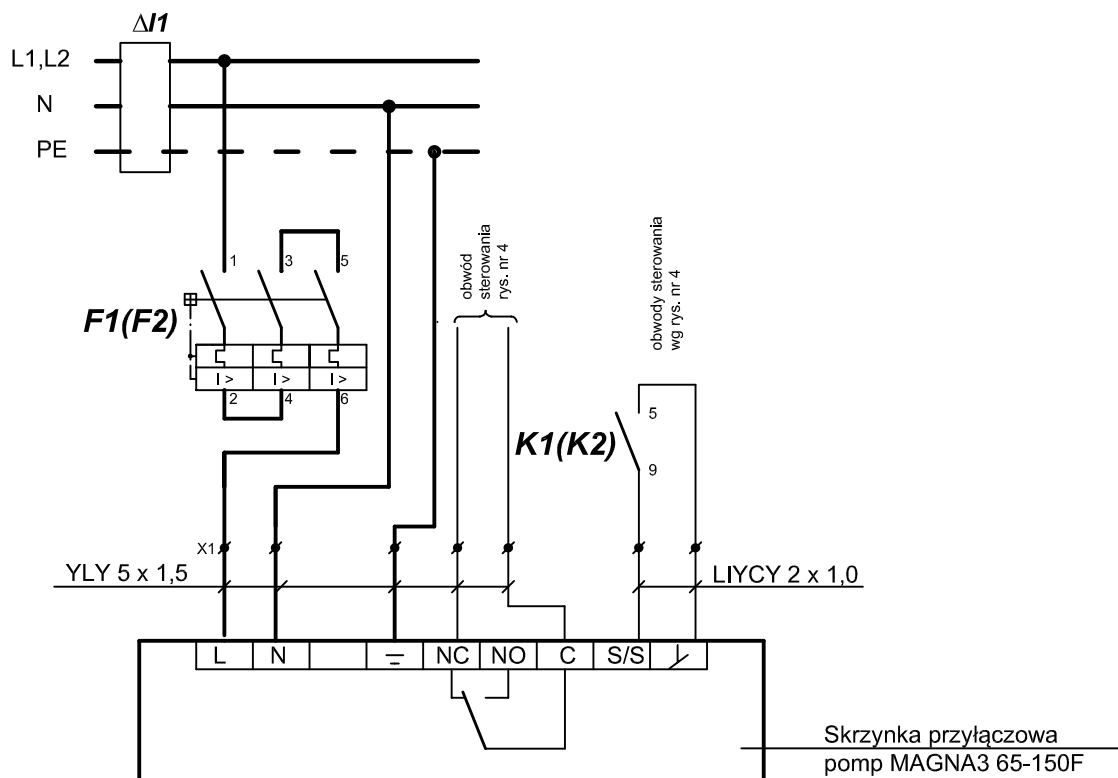 ΔI1
L1,L2
N
PE
1
3
5
F1(F2)
I >
I >
I >
2
4
6
obwód
sterowania
rys. nr 4
obwody sterowania
wg rys. nr 4
K1(K2)
5
9
X1
YLY 5 x 1,5
LIYCY 2 x 1,0
L
N
NC
NO
C
S/S
Skrzynka przyłączowa
pomp MAGNA3 65-150F